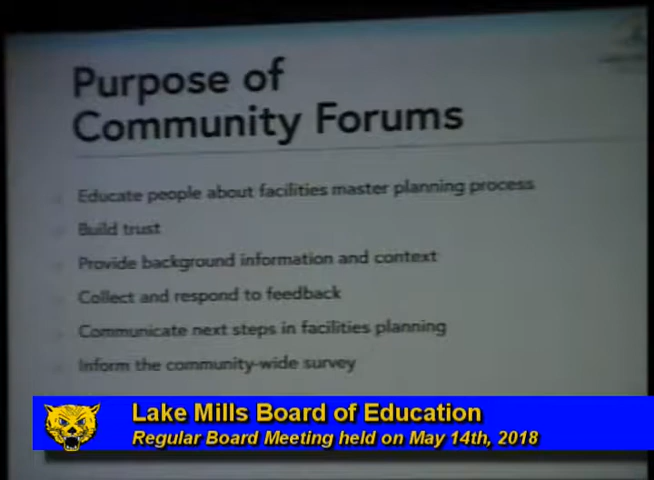 Purpose of
Community Forums
Educate people about facilities master planning process
Build trust
Provide background information and context
Collect and respond to feedback
Communicate next steps in facilities planning
Inform the community-wide survey
Lake Mills Board of Education
Regular Board Meeting held on May 14th, 2018